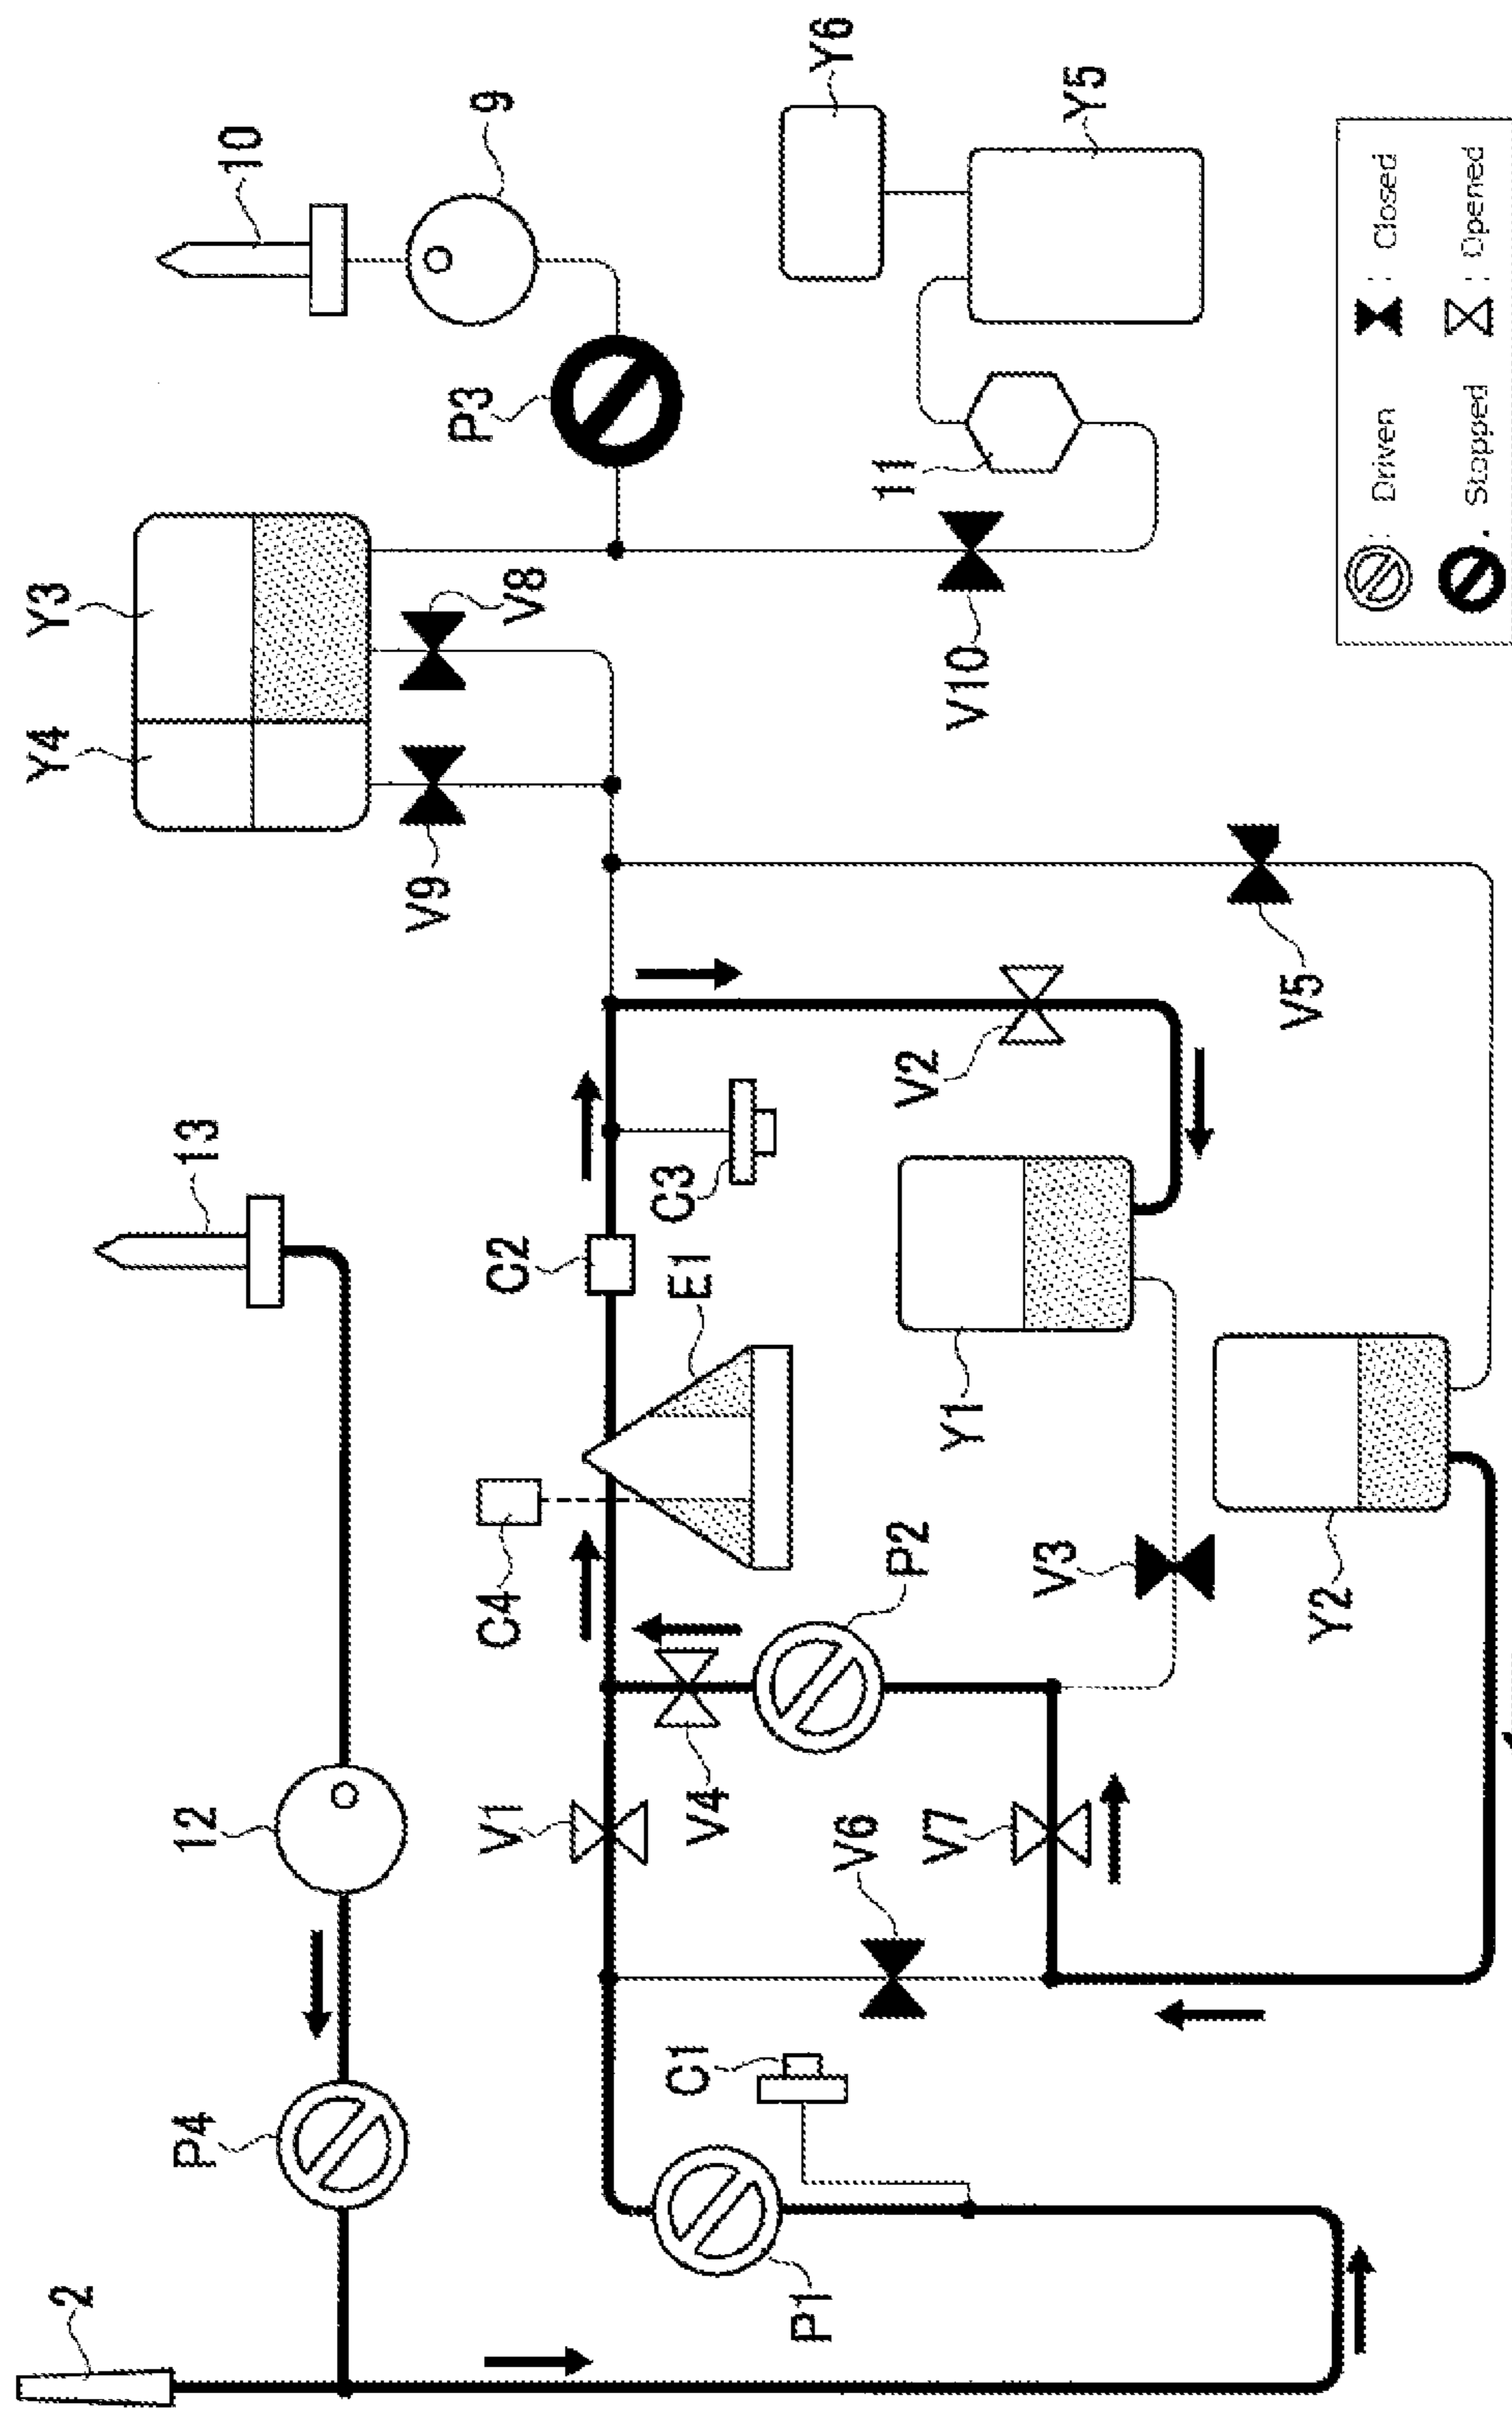 2
P4
12
13
P1
C1
V1
V4
V6
V7
P2
C4
E1
C2
C3
V3
Y1
Y2
V2
V5
V9
V8
Y4
Y3
V10
P3
11
10
9
Y6
Y5
: Driven
: Closed
. Stopped
: Opened